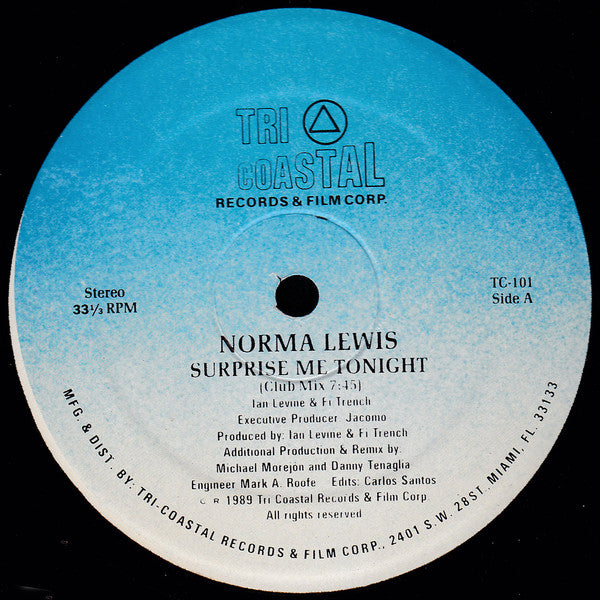 TRI
COASTAL
RECORDS & FILM CORP.
Stereo
33⅓ RPM
TC-101
Side A
NORMA LEWIS
SURPRISE ME TONIGHT
(Club Mix 7:45)
Ian Levine & Fi Trench
Executive Producer: Jacomo
Produced by: Ian Levine & Fi Trench
Additional Production & Remix by:
Michael Morejón and Danny Tenaglia
Engineer Mark A. Roofe Edits: Carlos Santos
C R 1989 Tri Coastal Records & Film Corp
All rights reserved
MFG. & DIST. BY: TRI-COASTAL RECORDS & FILM CORP., 2401 S.W. 28ST. MIAMI, FL. 33133